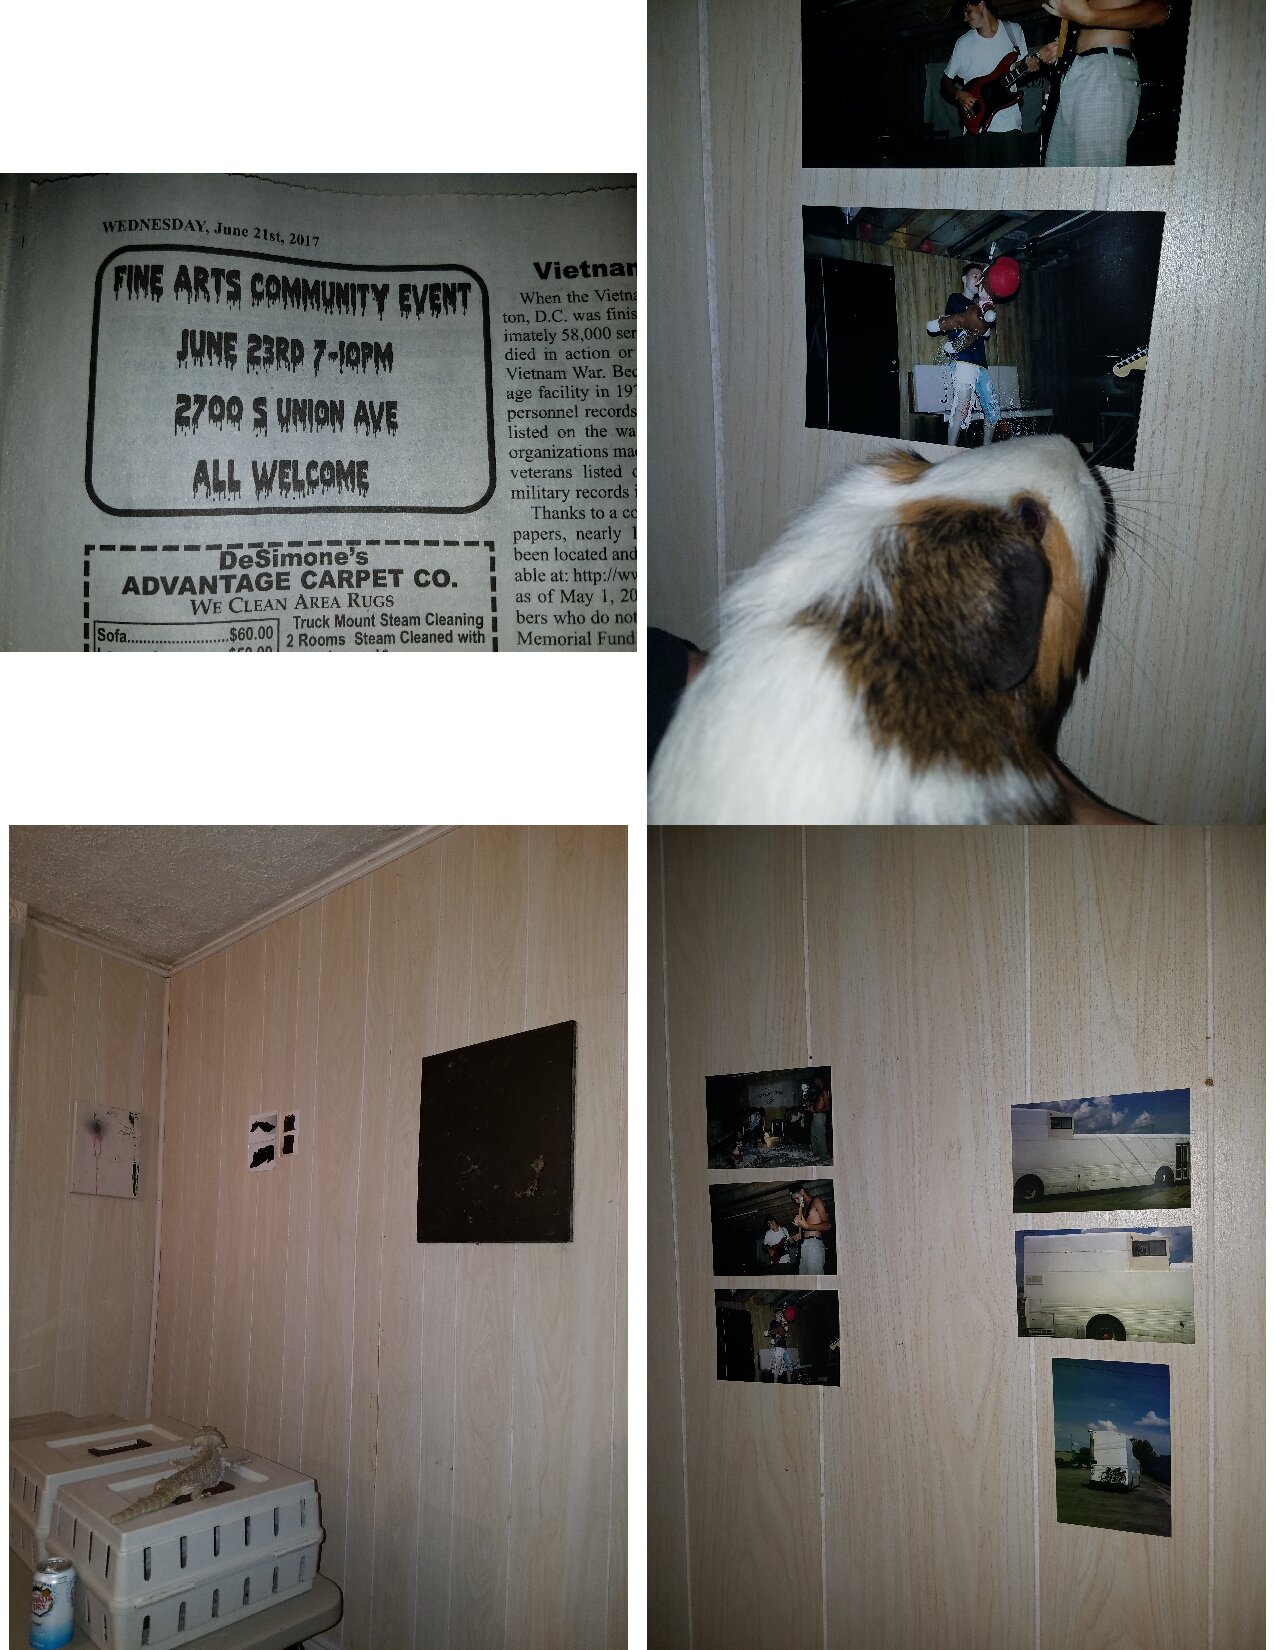 WEDNESDAY, June 21st, 2017
FINE ARTS COMMUNITY EVENT
JUNE 23RD 7-10PM
2700 S UNION AVE
ALL WELCOME
DeSimone's
ADVANTAGE CARPET CO.
WE CLEAN AREA RUGS
Sofa.............................$60.00
Truck Mount Steam Cleaning
2 Rooms Steam Cleaned with
Vietnar
When the Vietna
ton, D.C. was finis
imately 58,000 ser
died in action or
Vietnam War. Bec
age facility in 197
personnel records
listed on the wa
organizations ma
veterans listed
military records
Thanks to a co
papers, nearly 1
been located and
able at: http://ww
as of May 1, 20
bers who do not
Memorial Fund